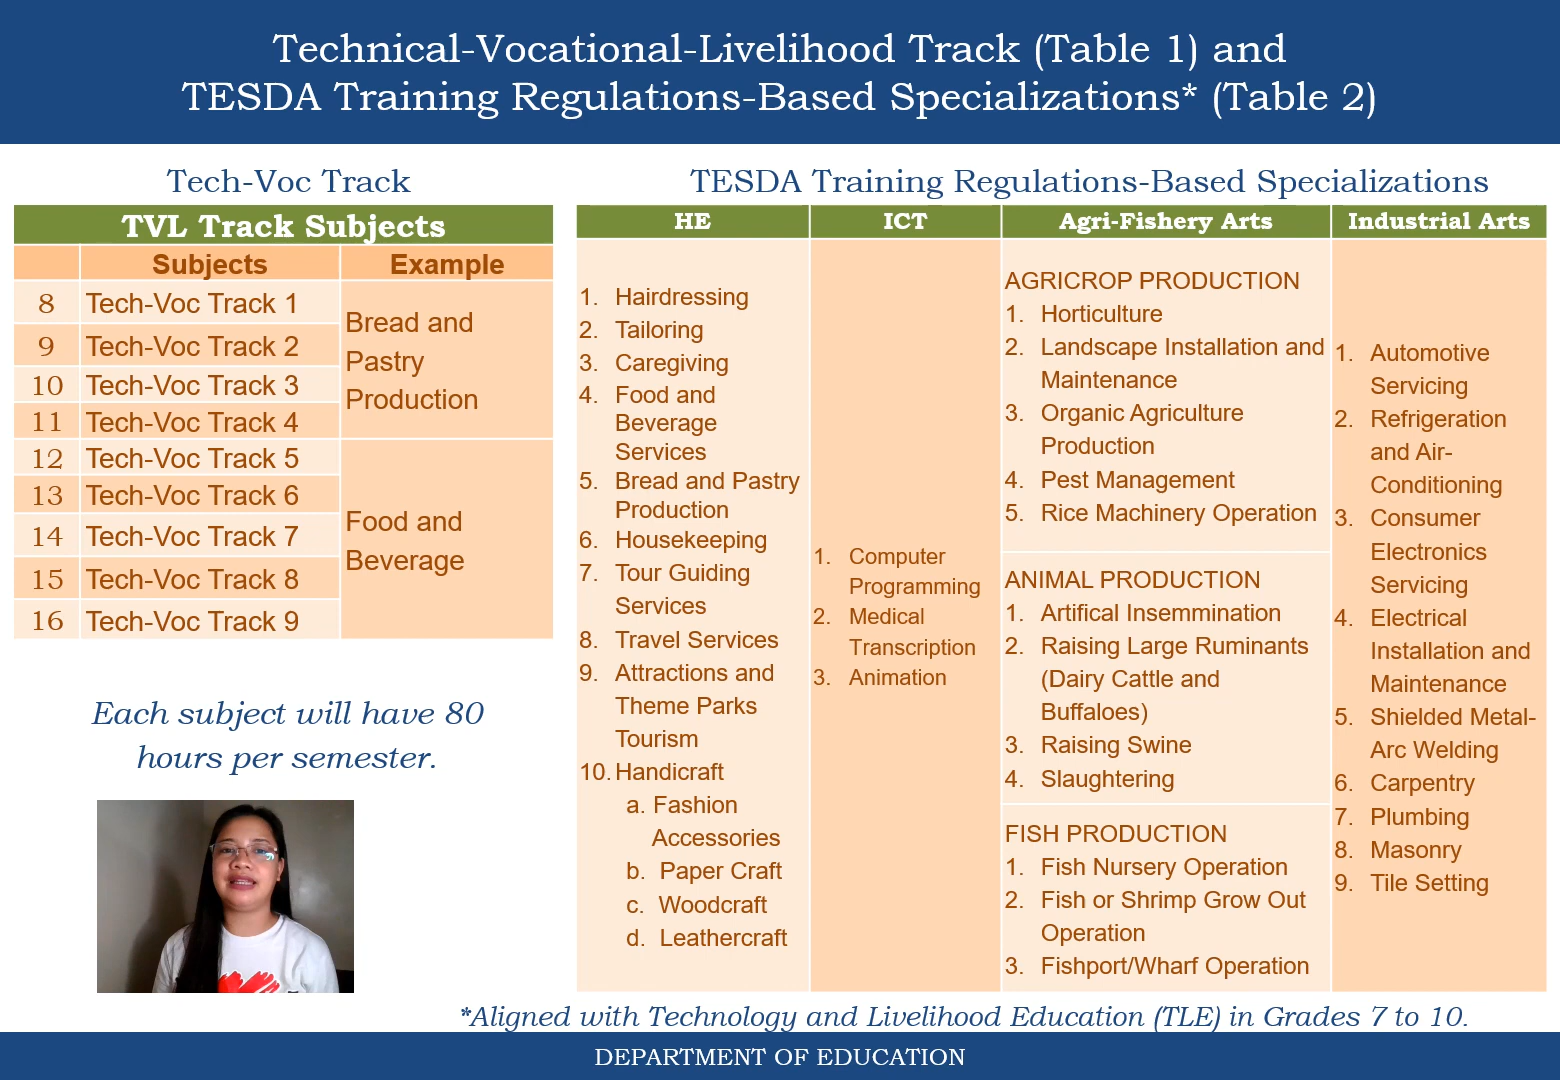 Technical-Vocational-Livelihood Track (Table 1) and
TESDA Training Regulations-Based Specializations* (Table 2)
Tech-Voc Track
TVL Track Subjects
Subjects Example
8 Tech-Voc Track 1
9 Tech-Voc Track 2
10 Tech-Voc Track 3
11 Tech-Voc Track 4
Bread and
Pastry
Production
12 Tech-Voc Track 5
13 Tech-Voc Track 6
14 Tech-Voc Track 7
15 Tech-Voc Track 8
16 Tech-Voc Track 9
Food and
Beverage
Each subject will have 80
hours per semester.
TESDA Training Regulations-Based Specializations
HE
1. Hairdressing
2. Tailoring
3. Caregiving
4. Food and
Beverage
Services
5. Bread and Pastry
Production
6. Housekeeping
7. Tour Guiding
Services
8. Travel Services
9. Attractions and
Theme Parks
Tourism
10. Handicraft
a. Fashion
Accessories
b. Paper Craft
c. Woodcraft
d. Leathercraft
ICT
1. Computer
Programming
2. Medical
Transcription
3. Animation
Agri-Fishery Arts
AGRICROP PRODUCTION
1. Horticulture
2. Landscape Installation and
Maintenance
3. Organic Agriculture
Production
4. Pest Management
5. Rice Machinery Operation
ANIMAL PRODUCTION
1. Artifical Insemmination
2. Raising Large Ruminants
(Dairy Cattle and
Buffaloes)
3. Raising Swine
4. Slaughtering
FISH PRODUCTION
1. Fish Nursery Operation
2. Fish or Shrimp Grow Out
Operation
3. Fishport/Wharf Operation
Industrial Arts
1. Automotive
Servicing
2. Refrigeration
and Air-
Conditioning
3. Consumer
Electronics
Servicing
4. Electrical
Installation and
Maintenance
5. Shielded Metal-
Arc Welding
6. Carpentry
7. Plumbing
8. Masonry
9. Tile Setting
*Aligned with Technology and Livelihood Education (TLE) in Grades 7 to 10.
DEPARTMENT OF EDUCATION